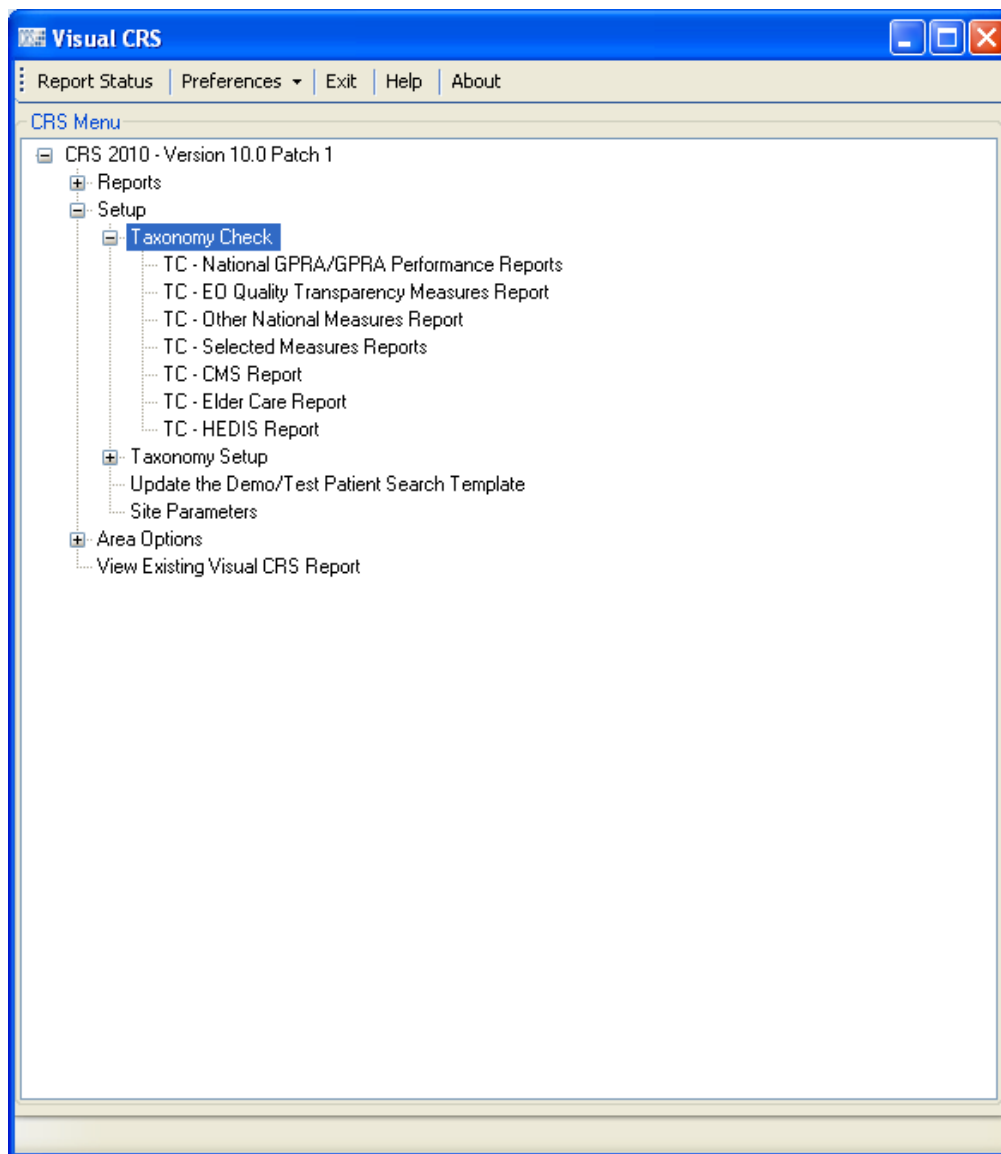 Visual CRS
Report Status Preferences Exit Help About
CRS Menu
CRS 2010 - Version 10.0 Patch 1
Reports
Setup
Taxonomy Check
TC - National GPRA/GPRA Performance Reports
TC - EO Quality Transparency Measures Report
TC - Other National Measures Report
TC - Selected Measures Reports
TC - CMS Report
TC - Elder Care Report
TC - HEDIS Report
Taxonomy Setup
Update the Demo/Test Patient Search Template
Site Parameters
Area Options
View Existing Visual CRS Report